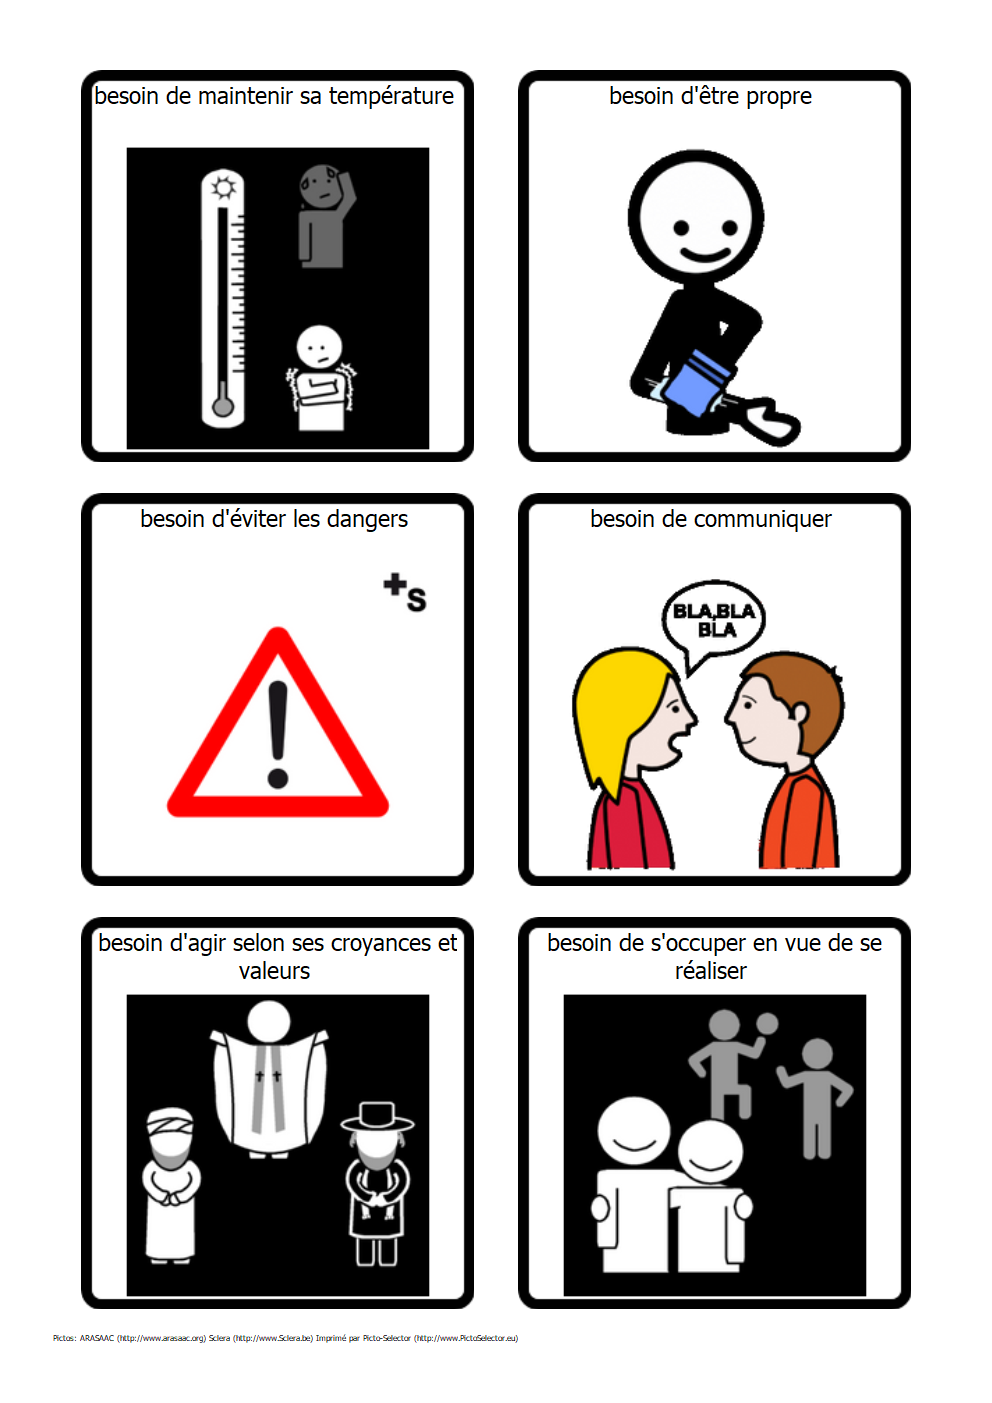 besoin de maintenir sa température
besoin d'être propre
besoin d'éviter les dangers
+s
besoin de communiquer
BLA,BLA
BLA
besoin d'agir selon ses croyances et
valeurs
besoin de s'occuper en vue de se
réaliser
Pictos: ARASAAC (http://www.arasaac.org) Sclera (http://www.Sclera.be) Imprimé par Picto-Selector (http://www.PictoSelector.eu)